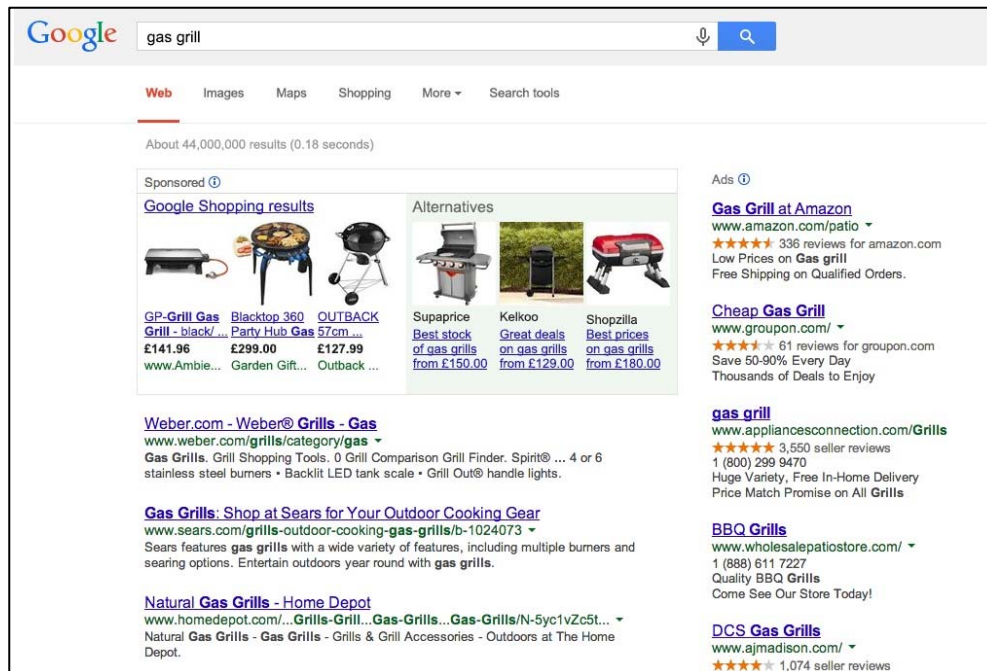 Google
gas grill
Web Images Maps Shopping More Search tools
About 44,000,000 results (0.18 seconds)
Sponsored
Google Shopping results
GP-Grill Gas
Grill - black/ ...
£141.96
www.Ambie...
Blacktop 360
Party Hub Gas
£299.00
Garden Gift...
OUTBACK
57cm ...
£127.99
Outback ...
Alternatives
Supaprice
Best stock
of gas grills
from £150.00
Kelkoo
Great deals
on gas grills
from £129.00
Shopzilla
Best prices
on gas grills
from £180.00
Weber.com - Weber® Grills - Gas
www.weber.com/grills/category/gas
Gas Grills. Grill Shopping Tools. 0 Grill Comparison Grill Finder. Spirit® ... 4 or 6
stainless steel burners • Backlit LED tank scale • Grill Out® handle lights.
Gas Grills: Shop at Sears for Your Outdoor Cooking Gear
www.sears.com/grills-outdoor-cooking-gas-grills/b-1024073
Sears features gas grills with a wide variety of features, including multiple burners and
searing options. Entertain outdoors year round with gas grills.
Natural Gas Grills - Home Depot
www.homedepot.com/...Grills-Grill...Gas-Grills...Gas-Grills/N-5yc1vZc5t...
Natural Gas Grills - Gas Grills - Grills & Grill Accessories - Outdoors at The Home
Depot.
Ads
Gas Grill at Amazon
www.amazon.com/patio
336 reviews for amazon.com
Low Prices on Gas grill
Free Shipping on Qualified Orders.
Cheap Gas Grill
www.groupon.com/
61 reviews for groupon.com
Save 50-90% Every Day
Thousands of Deals to Enjoy
gas grill
www.appliancesconnection.com/Grills
3,550 seller reviews
1 (800) 299 9470
Huge Variety, Free In-Home Delivery
Price Match Promise on All Grills
BBQ Grills
www.wholesalepatiostore.com/
1 (888) 611 7227
Quality BBQ Grills
Come See Our Store Today!
DCS Gas Grills
www.ajmadison.com/
1,074 seller reviews